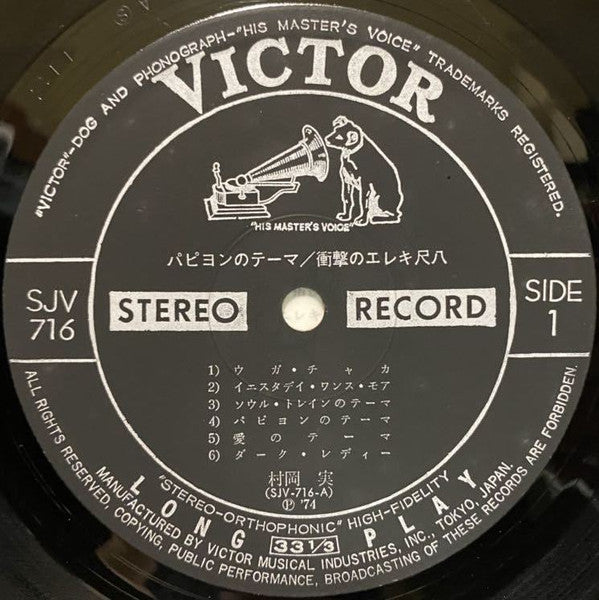 "VICTOR"-DOG AND PHONOGRAPH-"HIS MASTER'S VOICE" TRADEMARKS REGISTERED.
VICTOR
"HIS MASTER'S VOICE"
パピヨンのテーマ/衝撃のエレキ尺八
SJV
716
STEREO
RECORD
SIDE
1
1) ウガ・チャカ
2) イエスタデイ・ワンス・モア
3) ソウル・トレインのテーマ
4) パピヨンのテーマ
5) 愛のテーマ
6) ダーク・レディー
村岡 実
(SJV-716-A)
Ⓟ '74
"STEREO-ORTHOPHONIC" HIGH-FIDELITY
LONG 33 1/3 PLAY
MANUFACTURED BY VICTOR MUSICAL INDUSTRIES, INC., TOKYO, JAPAN.
ALL RIGHTS RESERVED, COPYING, PUBLIC PERFORMANCE, BROADCASTING OF THESE RECORDS ARE FORBIDDEN.